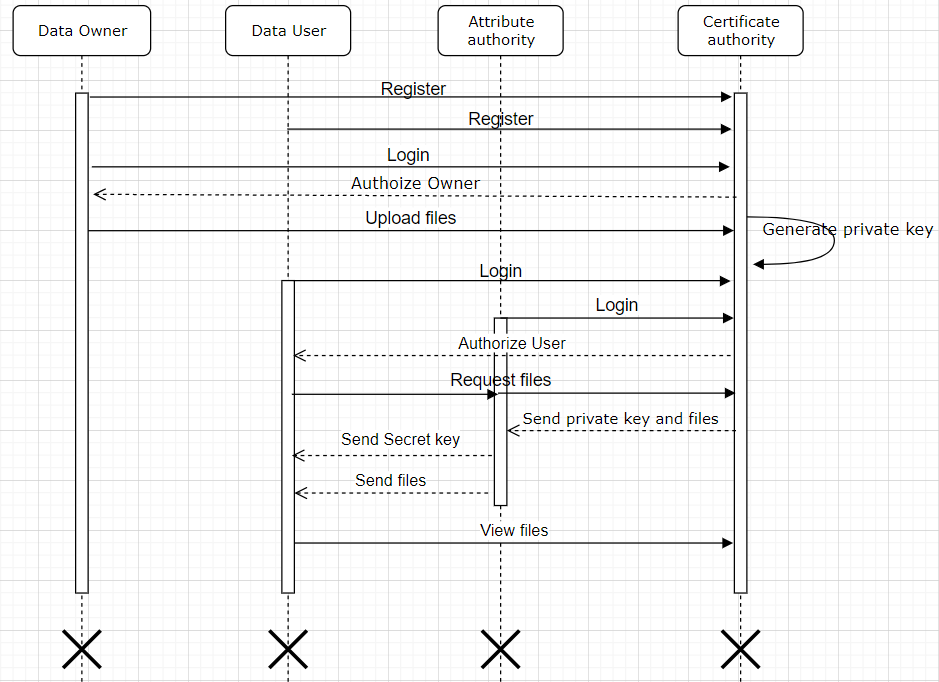 Data Owner
Data User
Attribute
authority
Certificate
authority
Register
Register
Login
Authoize Owner
Upload files
Generate private key
Login
Login
Authorize User
Request files
Send private key and files
Send Secret key
Send files
View files